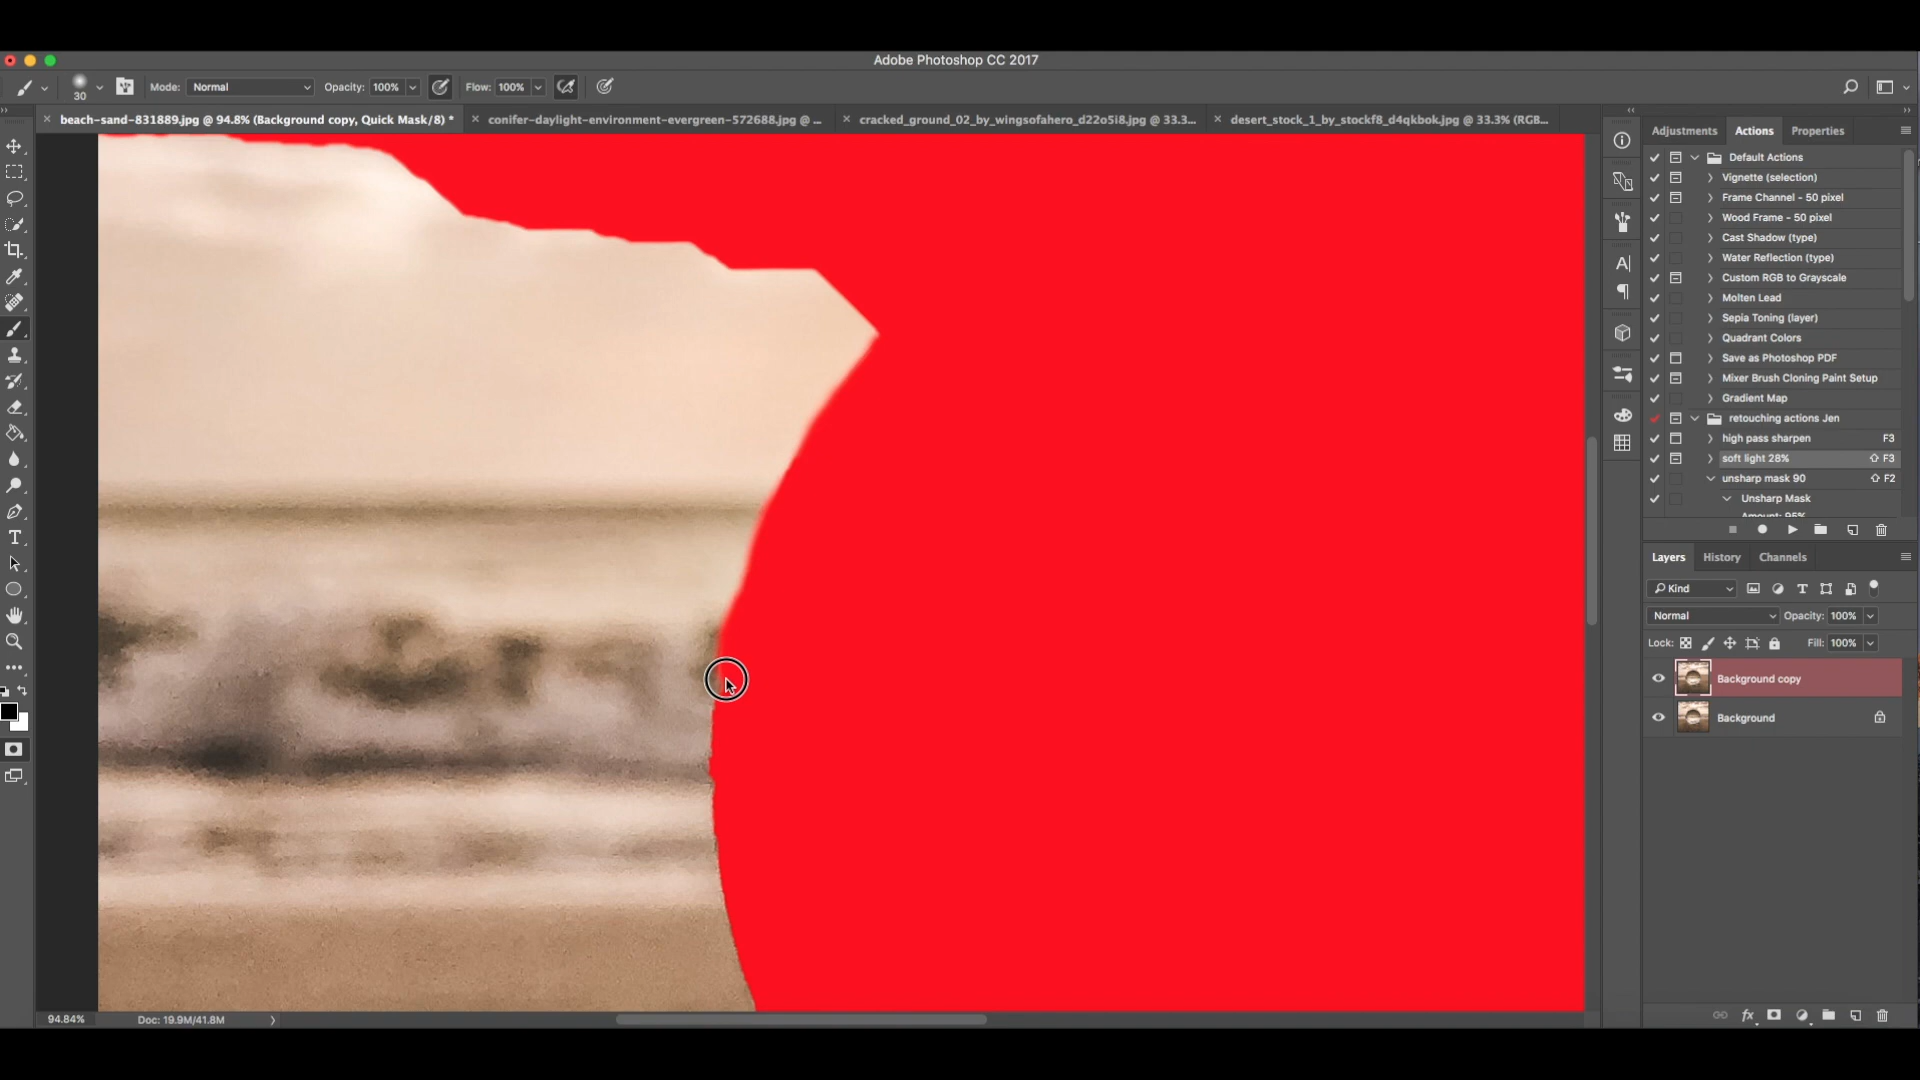 Adobe Photoshop CC 2017
30 Mode: Normal Opacity: 100% Flow: 100%
beach-sand-831889.jpg @ 94.8% (Background copy, Quick Mask/8) *
conifer-daylight-environment-evergreen-572688.jpg @ ...
cracked_ground_02_by_wingsofahero_d22o5i8.jpg @ 33.3...
desert_stock_1_by_stockf8_d4qkbok.jpg @ 33.3% (RGB...
Adjustments Actions Properties
Default Actions
Vignette (selection)
Frame Channel - 50 pixel
Wood Frame - 50 pixel
Cast Shadow (type)
Water Reflection (type)
Custom RGB to Grayscale
Molten Lead
Sepia Toning (layer)
Quadrant Colors
Save as Photoshop PDF
Mixer Brush Cloning Paint Setup
Gradient Map
retouching actions Jen
high pass sharpen F3
soft light 28% ⇧ F3
unsharp mask 90 ⇧ F2
Unsharp Mask
Amount: 95%
Layers History Channels
Kind
Normal Opacity: 100%
Lock: Fill: 100%
Background copy
Background
fx
94.84% Doc: 19.9M/41.8M